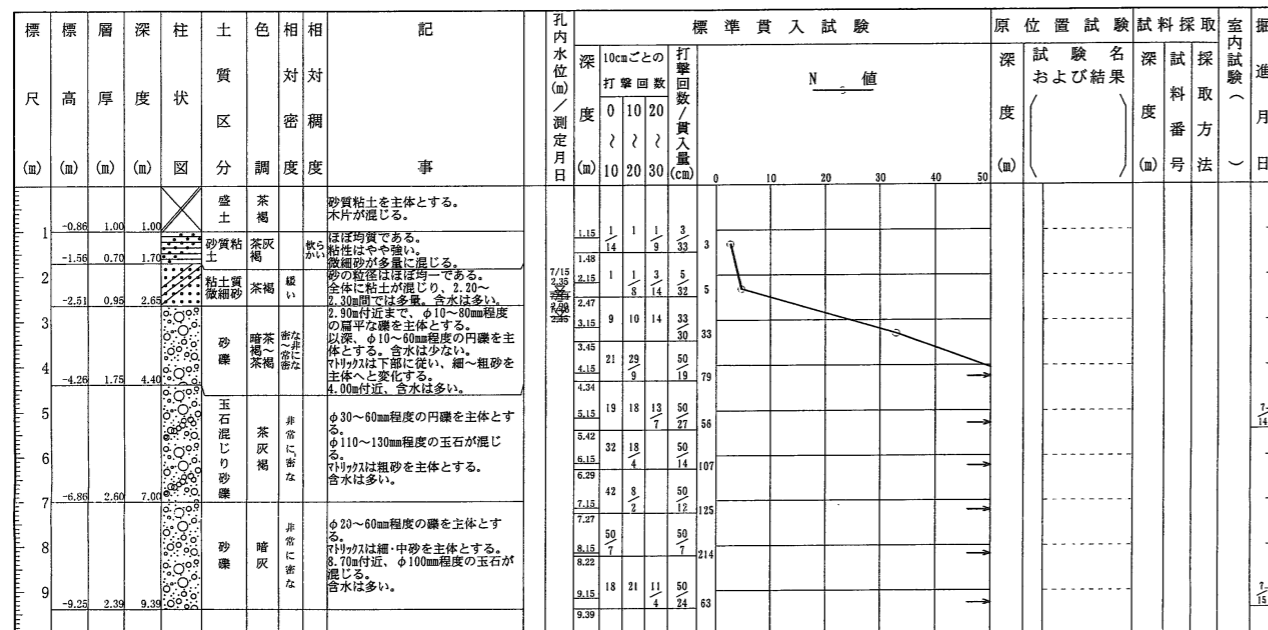 標尺(m)
標高(m)
層厚(m)
深度(m)
柱状図
土質区分
色調
相対密度
相対稠度
記事
孔内水位(m)/測定月日
標準貫入試験
深度(m)
10cmごとの
打撃回数
0 10 20
～ ～ ～
10 20 30
打撃回数/貫入量(cm)
N 値
0 10 20 30 40 50
原位置試験
深度(m)
試験名
および結果
試料採取
深度(m)
試料番号
採取方法
室内試験( )
掘進月日
-0.86 1.00 1.00
盛土
茶褐
砂質粘土を主体とする。
木片が混じる。
1
-1.56 0.70 1.70
砂質粘土
茶灰褐
軟らかい
ほぼ均質である。
粘性はやや強い。
微細砂が多量に混じる。
2
-2.51 0.95 2.65
粘土質微細砂
茶褐
緩い
砂の粒径はほぼ均一である。
全体に粘土が混じり、2.20～
2.30m間では多量。含水は多い。
7/15
2.35
3
4
-4.26 1.75 4.40
砂礫
暗茶褐～茶褐
密な～非常に密な
2.90m付近まで、φ10～80mm程度
の扁平な礫を主体とする。
以深、φ10～60mm程度の円礫を主
体とする。含水は少ない。
マトリックスは下部に従い、細～粗砂を
主体へと変化する。
4.00m付近、含水は多い。
5
6
-6.86 2.60 7.00
玉石混じり砂礫
茶灰褐
非常に密な
φ30～60mm程度の円礫を主体とす
る。
φ110～130mm程度の玉石が混じ
る。
マトリックスは粗砂を主体とする。
含水は多い。
7
8
9
-9.25 2.39 9.39
砂礫
暗灰
非常に密な
φ20～60mm程度の礫を主体とす
る。
マトリックスは細・中砂を主体とする。
8.70m付近、φ100mm程度の玉石が
混じる。
含水は多い。
1.15 1/14 1 1/9 3/33 3
1.48
2.15 1 1/8 3/14 5/32 5
2.47
3.15 9 10 14 33/30 33
3.45
4.15 21 29/9 50/19 79
4.34
5.15 19 18 13/7 50/27 56
5.42
6.15 32 18/4 50/14 107
6.29
7.15 42 8/2 50/12 125
7.27
8.15 50/7 50/7 214
8.22
9.15 18 21 11/4 50/24 63
9.39
7-
14
7-
15